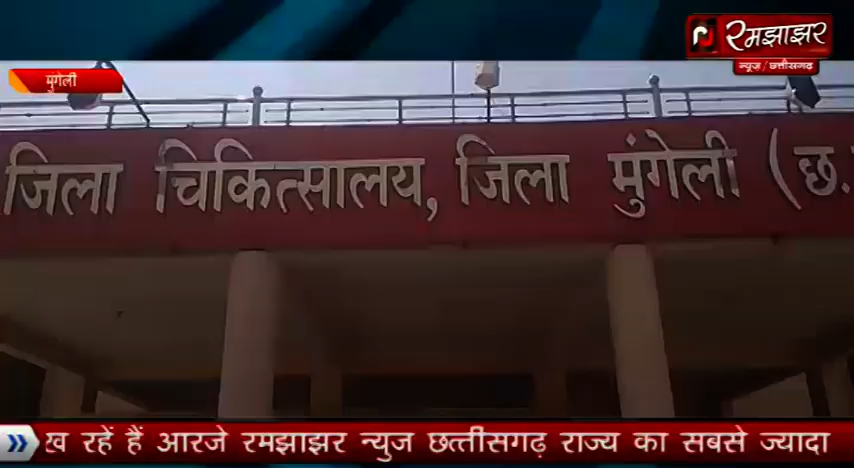 रमझाझर
न्यूज / छत्तीसगढ़
मुंगेली
जिला चिकित्सालय, जिला मुंगेली (छ.
रहें हैं आरजे रमझाझर न्युज छत्तीसगढ़ राज्य का सबसे ज्यादा